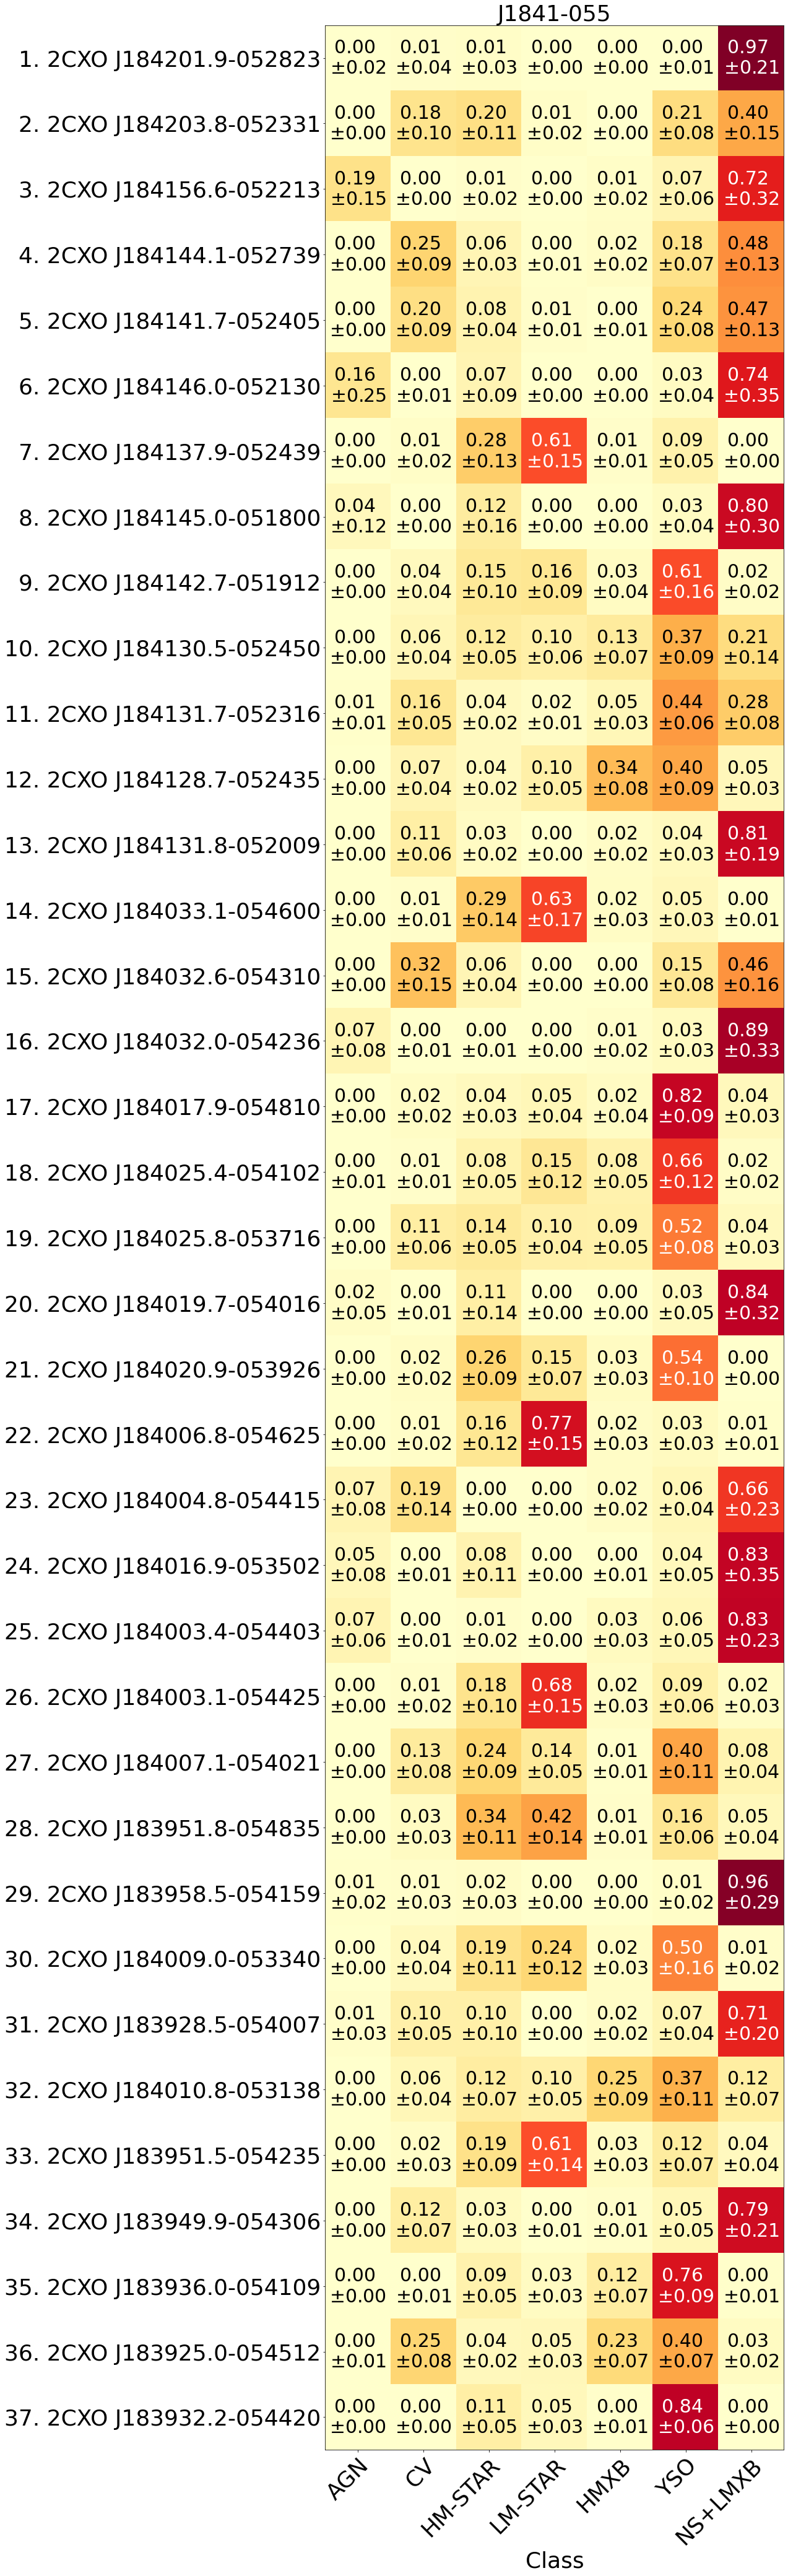 J1841-055
1. 2CXO J184201.9-052823 0.00 0.01 0.01 0.00 0.00 0.00 0.97
±0.02 ±0.04 ±0.03 ±0.00 ±0.00 ±0.01 ±0.21
2. 2CXO J184203.8-052331 0.00 0.18 0.20 0.01 0.00 0.21 0.40
±0.00 ±0.10 ±0.11 ±0.02 ±0.00 ±0.08 ±0.15
3. 2CXO J184156.6-052213 0.19 0.00 0.01 0.00 0.01 0.07 0.72
±0.15 ±0.00 ±0.02 ±0.00 ±0.02 ±0.06 ±0.32
4. 2CXO J184144.1-052739 0.00 0.25 0.06 0.00 0.02 0.18 0.48
±0.00 ±0.09 ±0.03 ±0.01 ±0.02 ±0.07 ±0.13
5. 2CXO J184141.7-052405 0.00 0.20 0.08 0.01 0.00 0.24 0.47
±0.00 ±0.09 ±0.04 ±0.01 ±0.01 ±0.08 ±0.13
6. 2CXO J184146.0-052130 0.16 0.00 0.07 0.00 0.00 0.03 0.74
±0.25 ±0.01 ±0.09 ±0.00 ±0.00 ±0.04 ±0.35
7. 2CXO J184137.9-052439 0.00 0.01 0.28 0.61 0.01 0.09 0.00
±0.00 ±0.02 ±0.13 ±0.15 ±0.01 ±0.05 ±0.00
8. 2CXO J184145.0-051800 0.04 0.00 0.12 0.00 0.00 0.03 0.80
±0.12 ±0.00 ±0.16 ±0.00 ±0.00 ±0.04 ±0.30
9. 2CXO J184142.7-051912 0.00 0.04 0.15 0.16 0.03 0.61 0.02
±0.00 ±0.04 ±0.10 ±0.09 ±0.04 ±0.16 ±0.02
10. 2CXO J184130.5-052450 0.00 0.06 0.12 0.10 0.13 0.37 0.21
±0.00 ±0.04 ±0.05 ±0.06 ±0.07 ±0.09 ±0.14
11. 2CXO J184131.7-052316 0.01 0.16 0.04 0.02 0.05 0.44 0.28
±0.01 ±0.05 ±0.02 ±0.01 ±0.03 ±0.06 ±0.08
12. 2CXO J184128.7-052435 0.00 0.07 0.04 0.10 0.34 0.40 0.05
±0.00 ±0.04 ±0.02 ±0.05 ±0.08 ±0.09 ±0.03
13. 2CXO J184131.8-052009 0.00 0.11 0.03 0.00 0.02 0.04 0.81
±0.00 ±0.06 ±0.02 ±0.00 ±0.02 ±0.03 ±0.19
14. 2CXO J184033.1-054600 0.00 0.01 0.29 0.63 0.02 0.05 0.00
±0.00 ±0.01 ±0.14 ±0.17 ±0.03 ±0.03 ±0.01
15. 2CXO J184032.6-054310 0.00 0.32 0.06 0.00 0.00 0.15 0.46
±0.00 ±0.15 ±0.04 ±0.00 ±0.00 ±0.08 ±0.16
16. 2CXO J184032.0-054236 0.07 0.00 0.00 0.00 0.01 0.03 0.89
±0.08 ±0.01 ±0.01 ±0.00 ±0.02 ±0.03 ±0.33
17. 2CXO J184017.9-054810 0.00 0.02 0.04 0.05 0.02 0.82 0.04
±0.00 ±0.02 ±0.03 ±0.04 ±0.04 ±0.09 ±0.03
18. 2CXO J184025.4-054102 0.00 0.01 0.08 0.15 0.08 0.66 0.02
±0.01 ±0.01 ±0.05 ±0.12 ±0.05 ±0.12 ±0.02
19. 2CXO J184025.8-053716 0.00 0.11 0.14 0.10 0.09 0.52 0.04
±0.00 ±0.06 ±0.05 ±0.04 ±0.05 ±0.08 ±0.03
20. 2CXO J184019.7-054016 0.02 0.00 0.11 0.00 0.00 0.03 0.84
±0.05 ±0.01 ±0.14 ±0.00 ±0.00 ±0.05 ±0.32
21. 2CXO J184020.9-053926 0.00 0.02 0.26 0.15 0.03 0.54 0.00
±0.00 ±0.02 ±0.09 ±0.07 ±0.03 ±0.10 ±0.00
22. 2CXO J184006.8-054625 0.00 0.01 0.16 0.77 0.02 0.03 0.01
±0.00 ±0.02 ±0.12 ±0.15 ±0.03 ±0.03 ±0.01
23. 2CXO J184004.8-054415 0.07 0.19 0.00 0.00 0.02 0.06 0.66
±0.08 ±0.14 ±0.00 ±0.00 ±0.02 ±0.04 ±0.23
24. 2CXO J184016.9-053502 0.05 0.00 0.08 0.00 0.00 0.04 0.83
±0.08 ±0.01 ±0.11 ±0.00 ±0.01 ±0.05 ±0.35
25. 2CXO J184003.4-054403 0.07 0.00 0.01 0.00 0.03 0.06 0.83
±0.06 ±0.01 ±0.02 ±0.00 ±0.03 ±0.05 ±0.23
26. 2CXO J184003.1-054425 0.00 0.01 0.18 0.68 0.02 0.09 0.02
±0.00 ±0.02 ±0.10 ±0.15 ±0.03 ±0.06 ±0.03
27. 2CXO J184007.1-054021 0.00 0.13 0.24 0.14 0.01 0.40 0.08
±0.00 ±0.08 ±0.09 ±0.05 ±0.01 ±0.11 ±0.04
28. 2CXO J183951.8-054835 0.00 0.03 0.34 0.42 0.01 0.16 0.05
±0.00 ±0.03 ±0.11 ±0.14 ±0.01 ±0.06 ±0.04
29. 2CXO J183958.5-054159 0.01 0.01 0.02 0.00 0.00 0.01 0.96
±0.02 ±0.03 ±0.03 ±0.00 ±0.00 ±0.02 ±0.29
30. 2CXO J184009.0-053340 0.00 0.04 0.19 0.24 0.02 0.50 0.01
±0.00 ±0.04 ±0.11 ±0.12 ±0.03 ±0.16 ±0.02
31. 2CXO J183928.5-054007 0.01 0.10 0.10 0.00 0.02 0.07 0.71
±0.03 ±0.05 ±0.10 ±0.00 ±0.02 ±0.04 ±0.20
32. 2CXO J184010.8-053138 0.00 0.06 0.12 0.10 0.25 0.37 0.12
±0.00 ±0.04 ±0.07 ±0.05 ±0.09 ±0.11 ±0.07
33. 2CXO J183951.5-054235 0.00 0.02 0.19 0.61 0.03 0.12 0.04
±0.00 ±0.03 ±0.09 ±0.14 ±0.03 ±0.07 ±0.04
34. 2CXO J183949.9-054306 0.00 0.12 0.03 0.00 0.01 0.05 0.79
±0.00 ±0.07 ±0.03 ±0.01 ±0.01 ±0.05 ±0.21
35. 2CXO J183936.0-054109 0.00 0.00 0.09 0.03 0.12 0.76 0.00
±0.00 ±0.01 ±0.05 ±0.03 ±0.07 ±0.09 ±0.01
36. 2CXO J183925.0-054512 0.00 0.25 0.04 0.05 0.23 0.40 0.03
±0.01 ±0.08 ±0.02 ±0.03 ±0.07 ±0.07 ±0.02
37. 2CXO J183932.2-054420 0.00 0.00 0.11 0.05 0.00 0.84 0.00
±0.00 ±0.00 ±0.05 ±0.03 ±0.01 ±0.06 ±0.00
AGN CV HM-STAR LM-STAR HMXB YSO NS+LMXB
Class